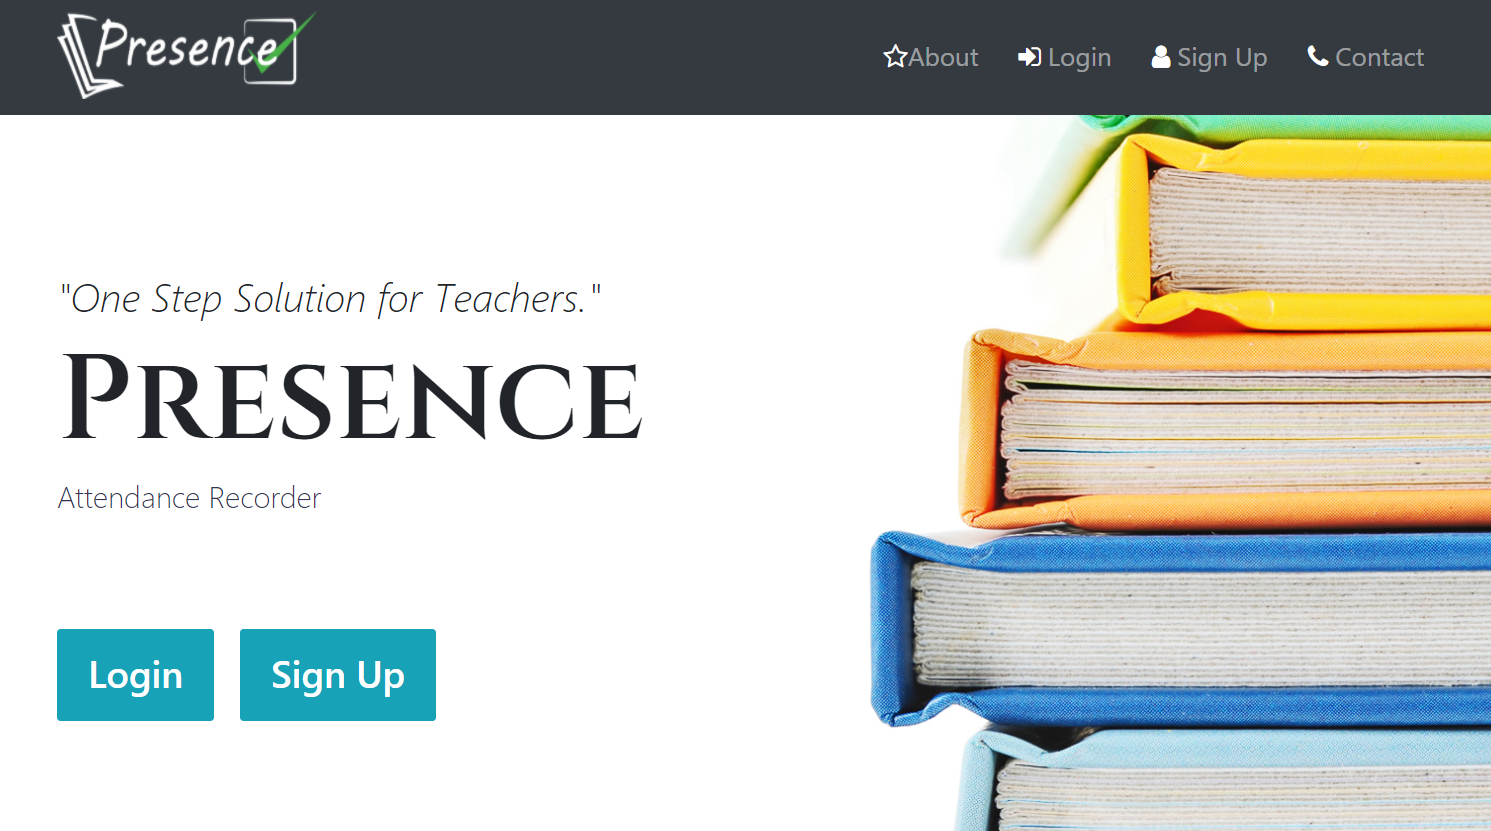 Presence
About Login Sign Up Contact
"One Step Solution for Teachers."
PRESENCE
Attendance Recorder
Login Sign Up